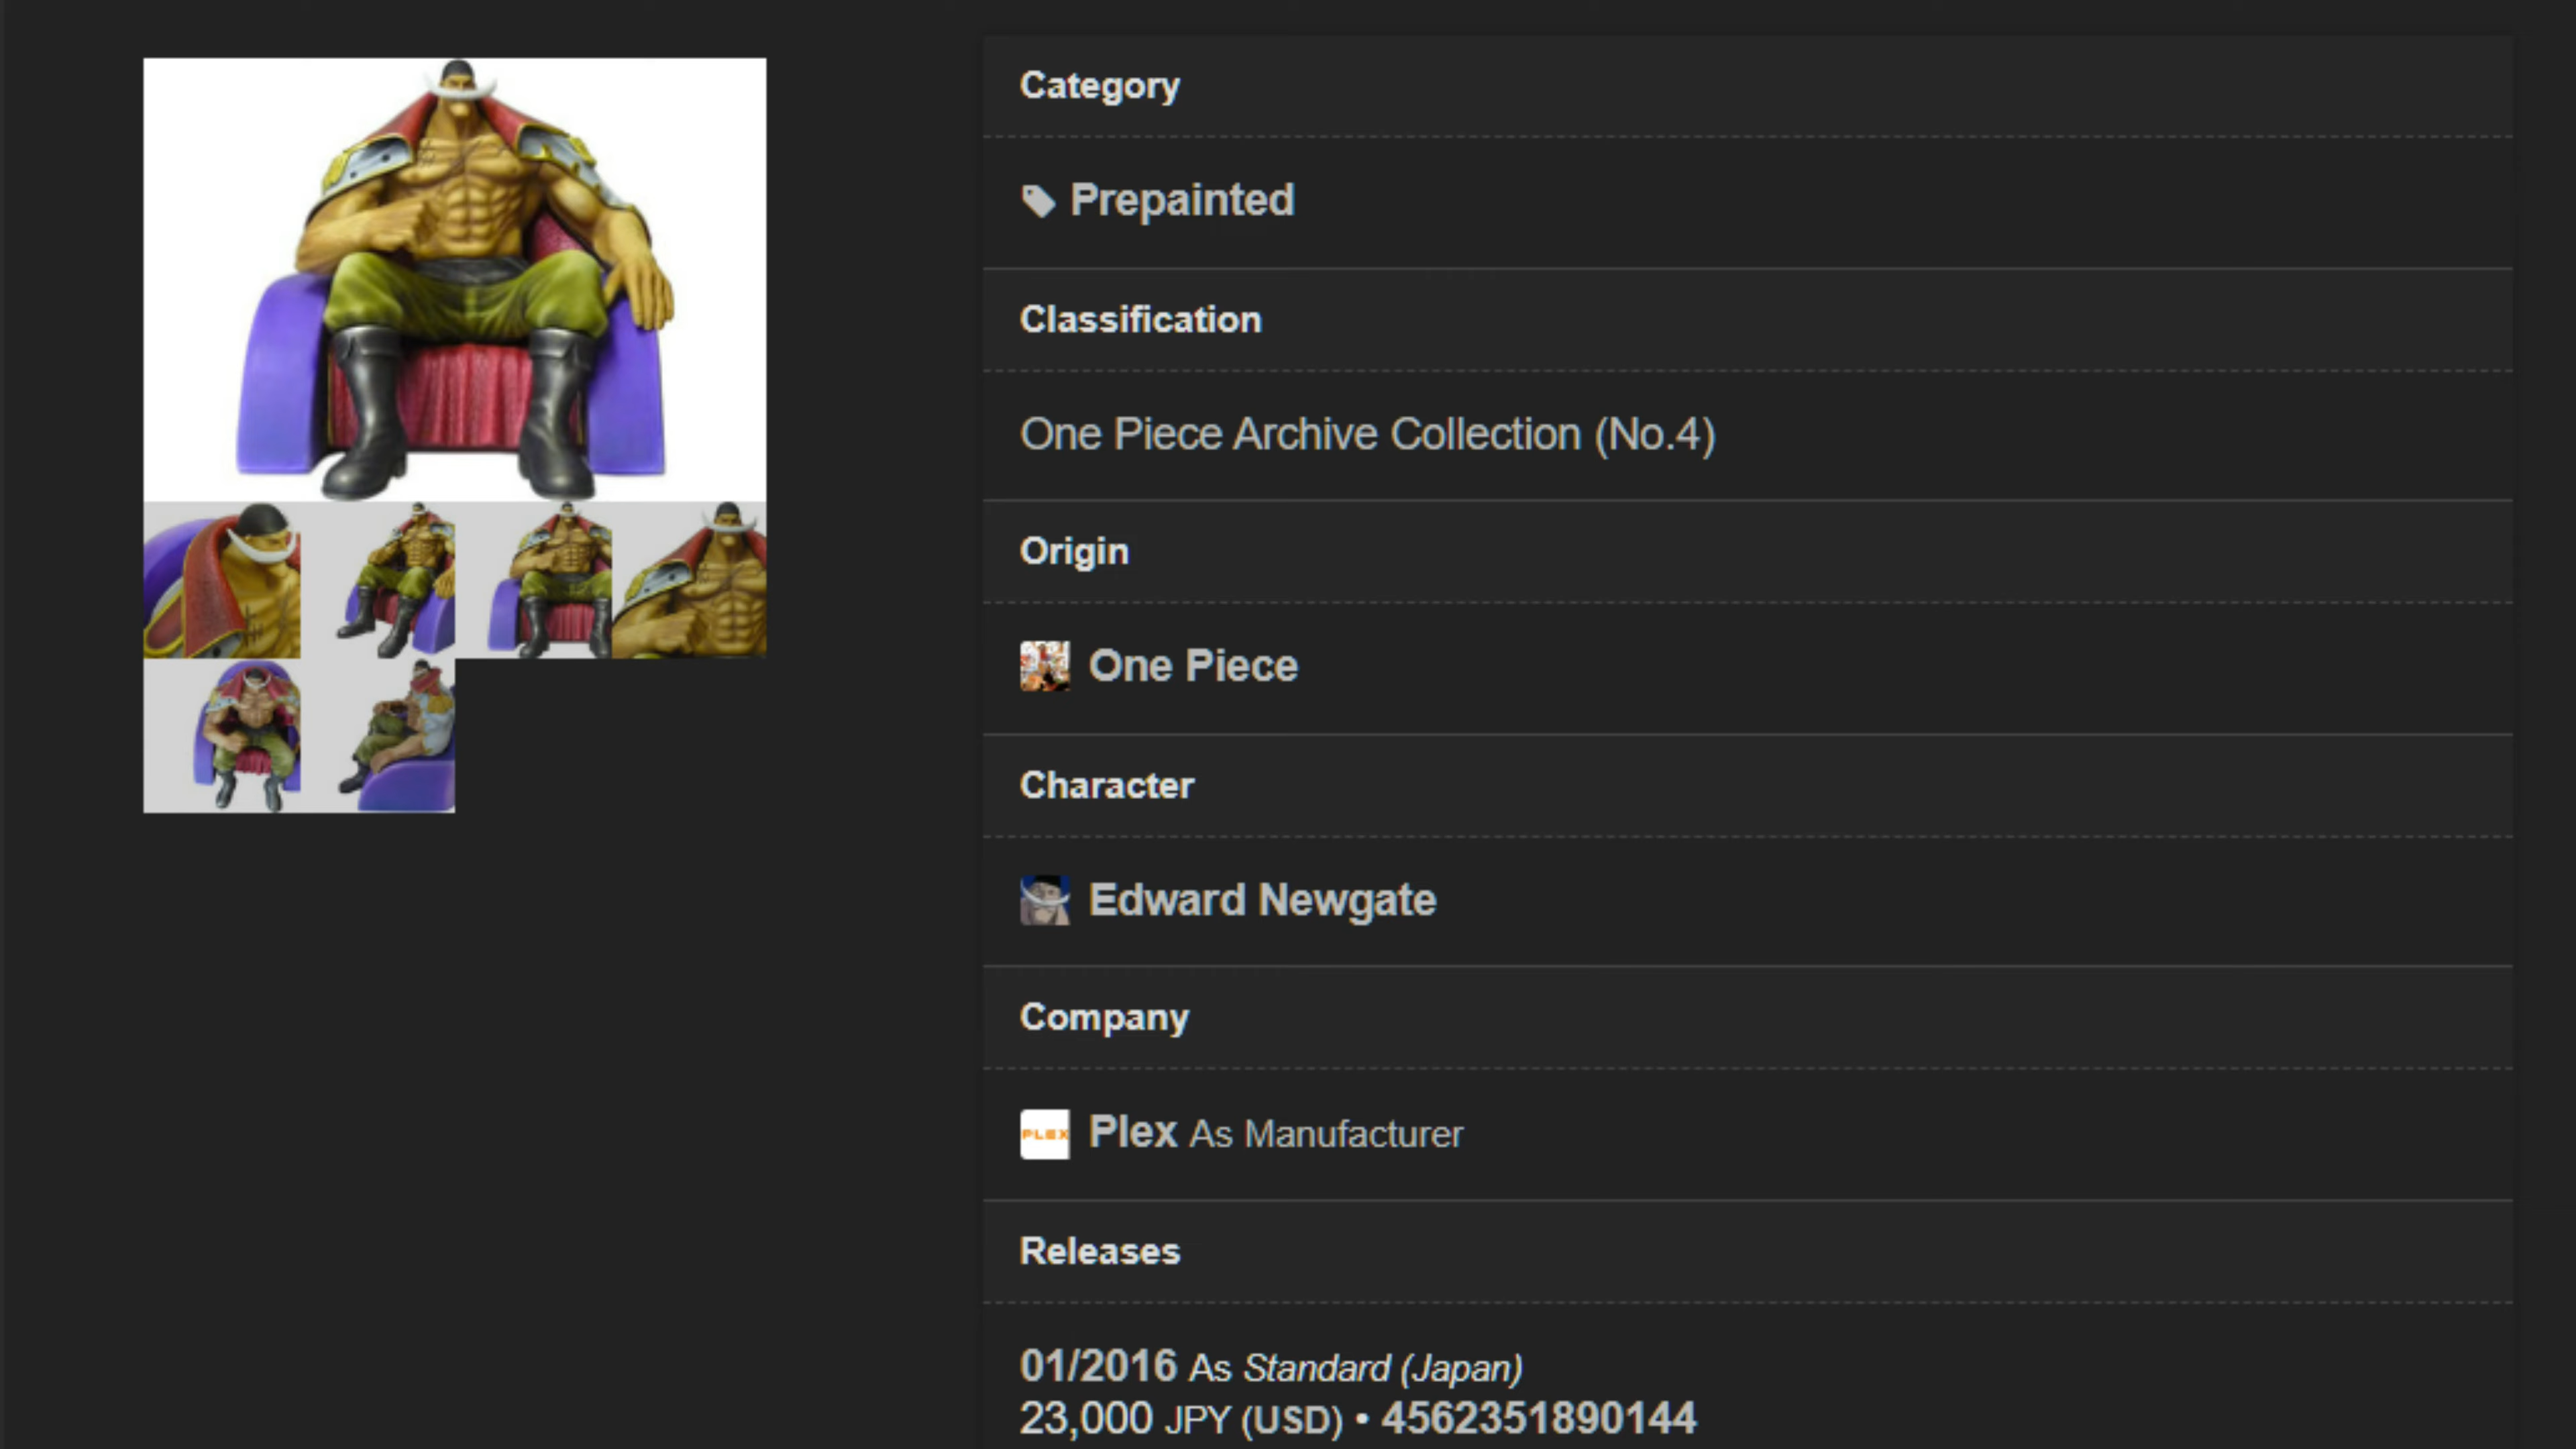 Category
Prepainted
Classification
One Piece Archive Collection (No.4)
Origin
One Piece
Character
Edward Newgate
Company
PLEX
Plex As Manufacturer
Releases
01/2016 As Standard (Japan)
23,000 JPY (USD) • 4562351890144